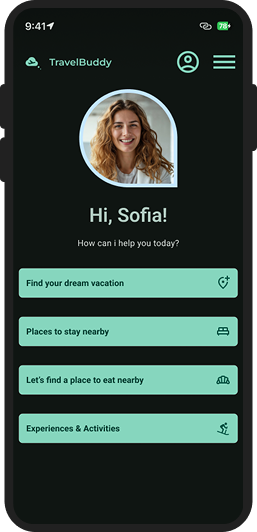 9:41
78
TravelBuddy
Hi, Sofia!
How can i help you today?
Find your dream vacation
Places to stay nearby
Let's find a place to eat nearby
Experiences & Activities